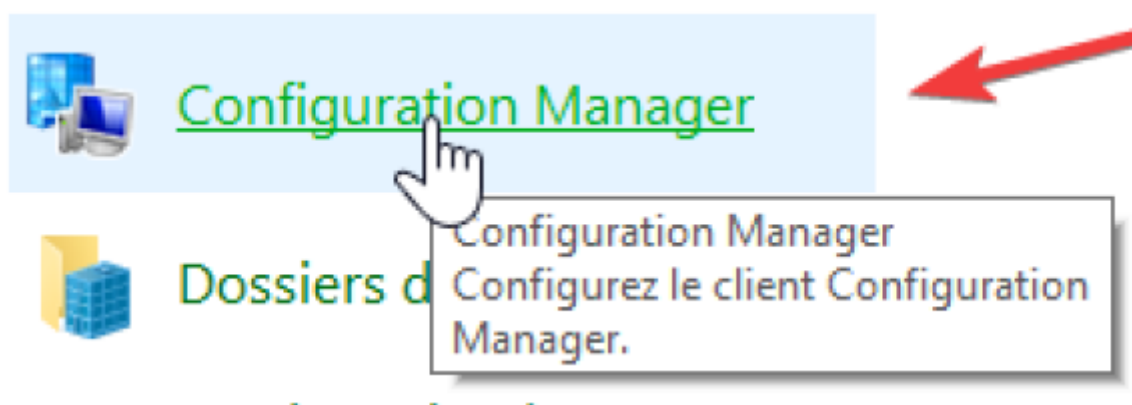 Configuration Manager
Configuration Manager
Dossiers d
Configurez le client Configuration
Manager.